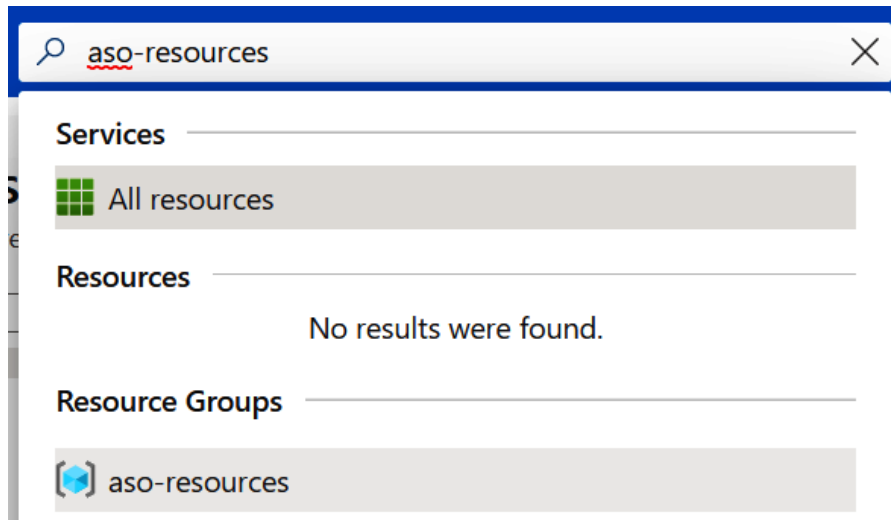 aso-resources
Services
All resources
Resources
No results were found.
Resource Groups
aso-resources